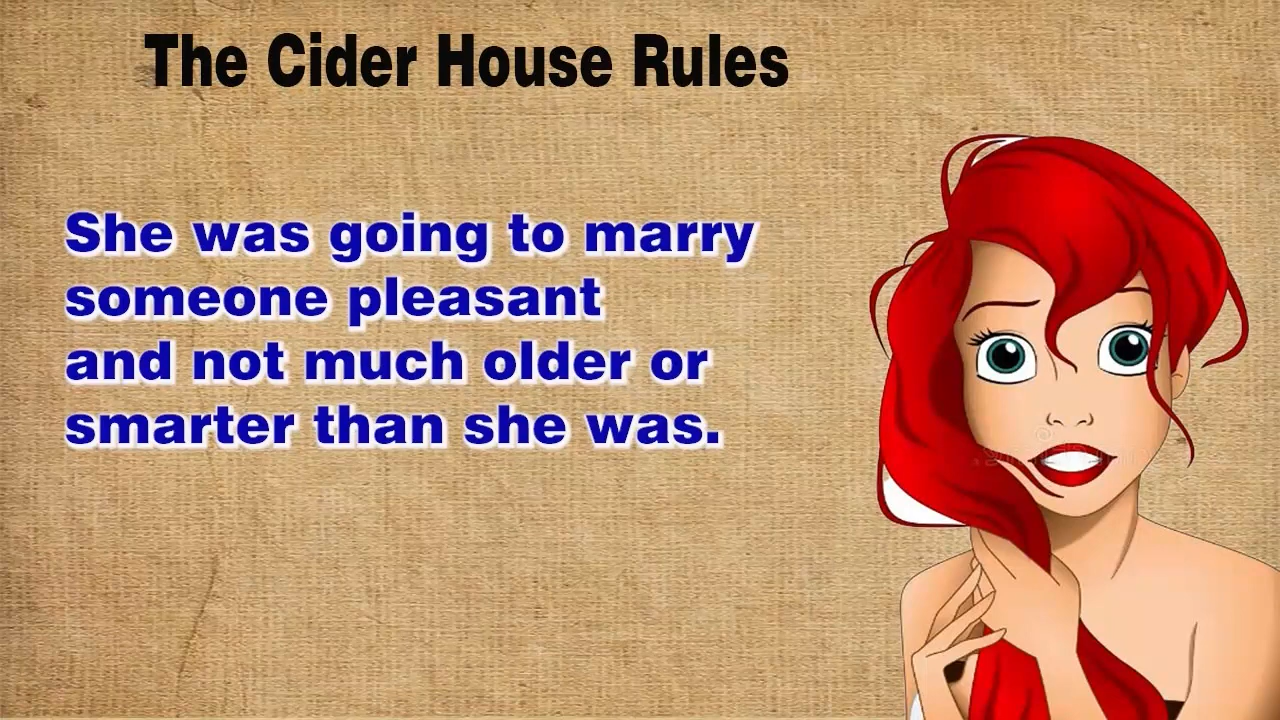 The Cider House Rules
She was going to marry
someone pleasant
and not much older or
smarter than she was.